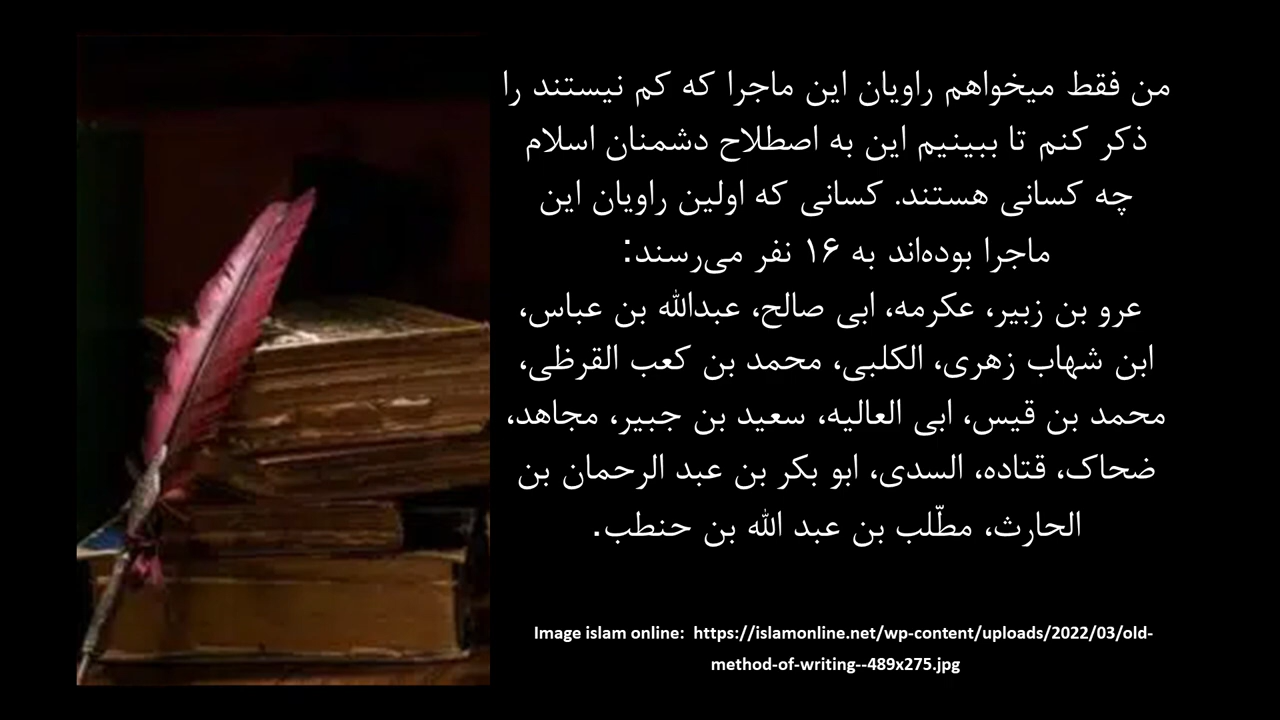 من فقط میخواهم راویان این ماجرا که کم نیستند را
ذکر کنم تا ببینیم این به اصطلاح دشمنان اسلام
چه کسانی هستند. کسانی که اولین راویان این
ماجرا بوده‌اند به ۱۶ نفر می‌رسند:
عرو بن زبیر، عکرمه، ابی صالح، عبدالله بن عباس،
ابن شهاب زهری، الکلبی، محمد بن کعب القرظی،
محمد بن قیس، ابی العالیه، سعید بن جبیر، مجاهد،
ضحاک، قتاده، السدی، ابو بکر بن عبد الرحمان بن
الحارث، مطّلب بن عبد الله بن حنطب.
Image islam online: https://islamonline.net/wp-content/uploads/2022/03/old-
method-of-writing--489x275.jpg